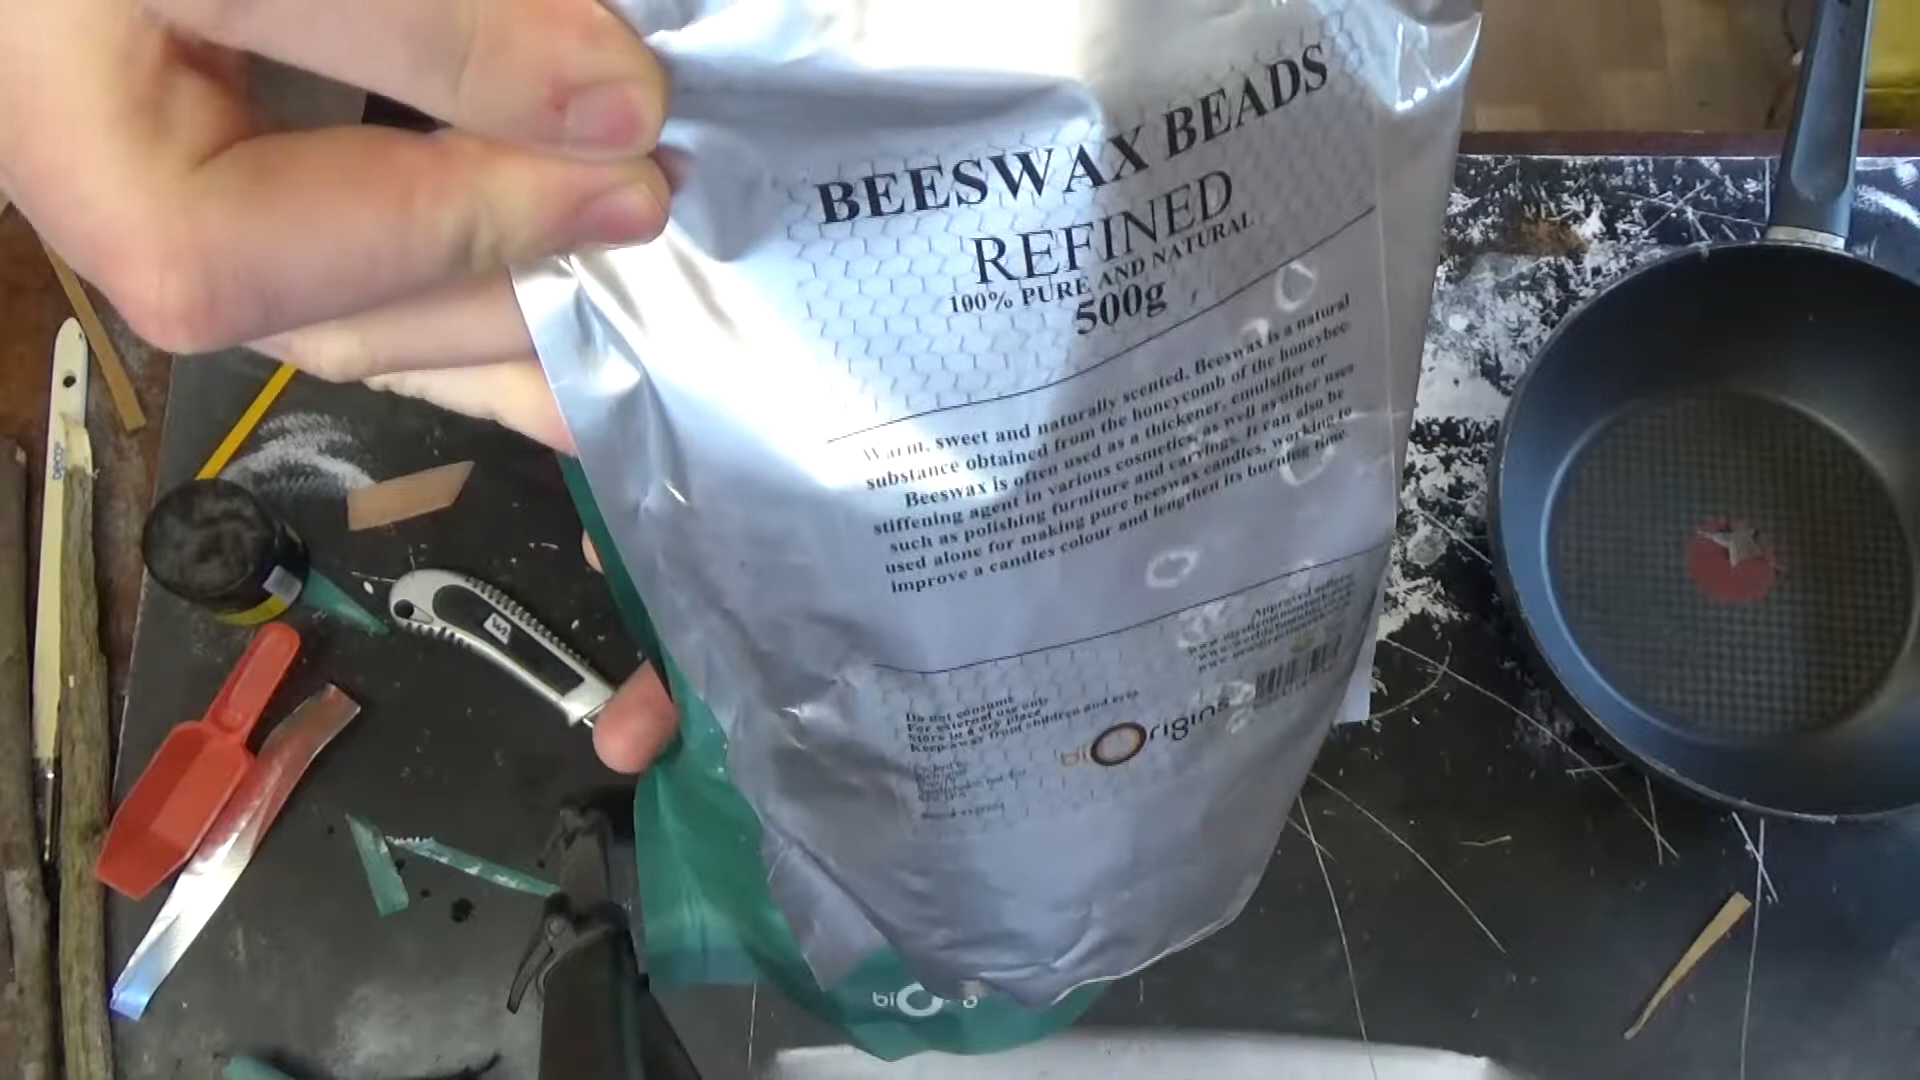 BEESWAX BEADS
REFINED
100% PURE AND NATURAL
500g
Warm, sweet and naturally scented, Beeswax is a natural
substance obtained from the honeycomb of the honeybee.
Beeswax is often used as a thickener, emulsifier or
stiffening agent in various cosmetics, as well as other uses
such as polishing furniture and carvings. It can also be
used alone for making pure beeswax candles, working to
improve a candles colour and lengthen its burning time.
Approved sellers
Do not consume
For external use only
Store in a dry place
Keep away from children and eyes
biOrigins
biO